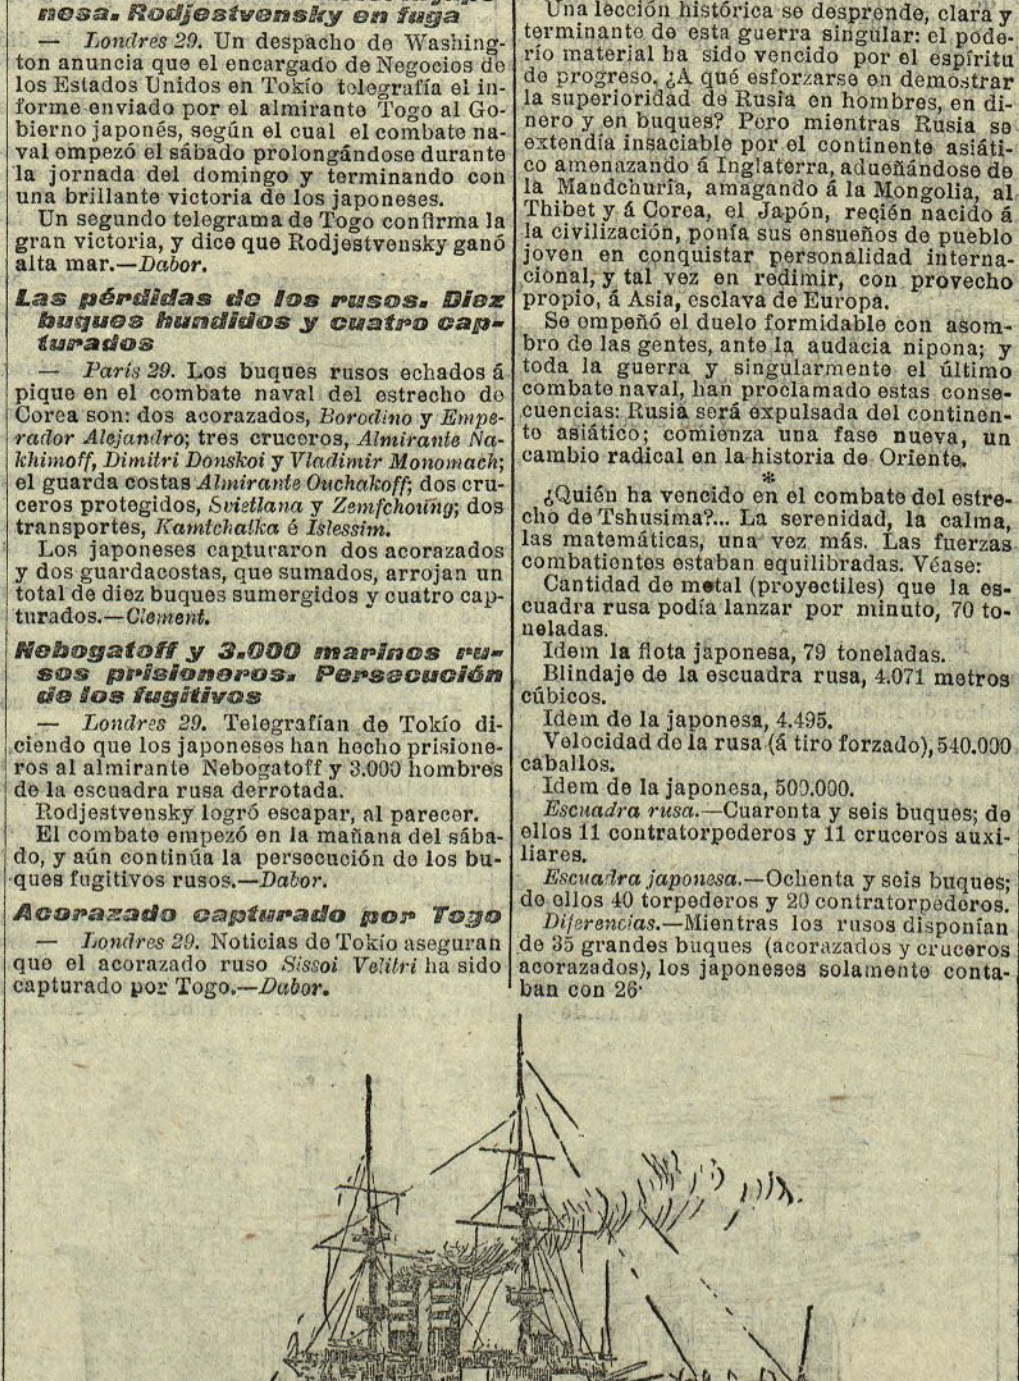 nesa. Rodjestvensky en fuga
— Londres 29. Un despacho de Washing-
ton anuncia que el encargado de Negocios de
los Estados Unidos en Tokío telegrafía el in-
forme enviado por el almirante Togo al Go-
bierno japonés, según el cual el combate na-
val empezó el sábado prolongándose durante
la jornada del domingo y terminando con
una brillante victoria de los japoneses.
Un segundo telegrama de Togo confirma la
gran victoria, y dice que Rodjestvensky ganó
alta mar.—Dabor.
Las pérdidas de los rusos. Diez
buques hundidos y cuatro cap-
turados
— París 29. Los buques rusos echados á
pique en el combate naval del estrecho de
Corea son: dos acorazados, Borodino y Empe-
rador Alejandro; tres cruceros, Almirante Na-
khimoff, Dimitri Donskoi y Vladimir Monomach;
el guarda costas Almirante Ouchakoff; dos cru-
ceros protegidos, Svietlana y Zemfchoung; dos
transportes, Kamtchatka é Islessim.
Los japoneses capturaron dos acorazados
y dos guardacostas, que sumados, arrojan un
total de diez buques sumergidos y cuatro cap-
turados.—Clement.
Nebogatoff y 3.000 marinos ru-
sos prisioneros. Persecución
de los fugitivos
— Londres 29. Telegrafían de Tokío di-
ciendo que los japoneses han hecho prisione-
ros al almirante Nebogatoff y 3.000 hombres
de la escuadra rusa derrotada.
Rodjestvensky logró escapar, al parecer.
El combate empezó en la mañana del sába-
do, y aún continúa la persecución de los bu-
ques fugitivos rusos.—Dabor.
Acorazado capturado por Togo
— Londres 29. Noticias de Tokío aseguran
que el acorazado ruso Sissoi Velitri ha sido
capturado por Togo.—Dabor.
Una lección histórica se desprende, clara y
terminante de esta guerra singular: el pode-
río material ha sido vencido por el espíritu
de progreso. ¿A qué esforzarse en demostrar
la superioridad de Rusia en hombres, en di-
nero y en buques? Pero mientras Rusia se
extendía insaciable por el continente asiáti-
co amenazando á Inglaterra, adueñándose de
la Mandchuria, amagando á la Mongolia, al
Thibet y á Corea, el Japón, reqién nacido á
la civilización, ponía sus ensueños de pueblo
joven en conquistar personalidad interna-
cional, y tal vez en redimir, con provecho
propio, á Asia, esclava de Europa.
Se empeñó el duelo formidable con asom-
bro de las gentes, ante la audacia nipona; y
toda la guerra y singularmente el último
combate naval, han proclamado estas conse-
cuencias: Rusia será expulsada del continen-
te asiático; comienza una fase nueva, un
cambio radical en la historia de Oriente.
*
¿Quién ha vencido en el combate del estre-
cho de Tshusima?... La serenidad, la calma,
las matemáticas, una vez más. Las fuerzas
combatientes estaban equilibradas. Véase:
Cantidad de metal (proyectiles) que la es-
cuadra rusa podía lanzar por minuto, 70 to-
neladas.
Idem la flota japonesa, 79 toneladas.
Blindaje de la escuadra rusa, 4.071 metros
cúbicos.
Idem de la japonesa, 4.495.
Velocidad de la rusa (á tiro forzado), 540.000
caballos.
Idem de la japonesa, 500.000.
Escuadra rusa.—Cuarenta y seis buques; de
ellos 11 contratorpederos y 11 cruceros auxi-
liares.
Escuadra japonesa.—Ochenta y seis buques;
de ellos 40 torpederos y 20 contratorpederos.
Diferencias.—Mientras los rusos disponían
de 35 grandes buques (acorazados y cruceros
acorazados), los japoneses solamente conta-
ban con 26·